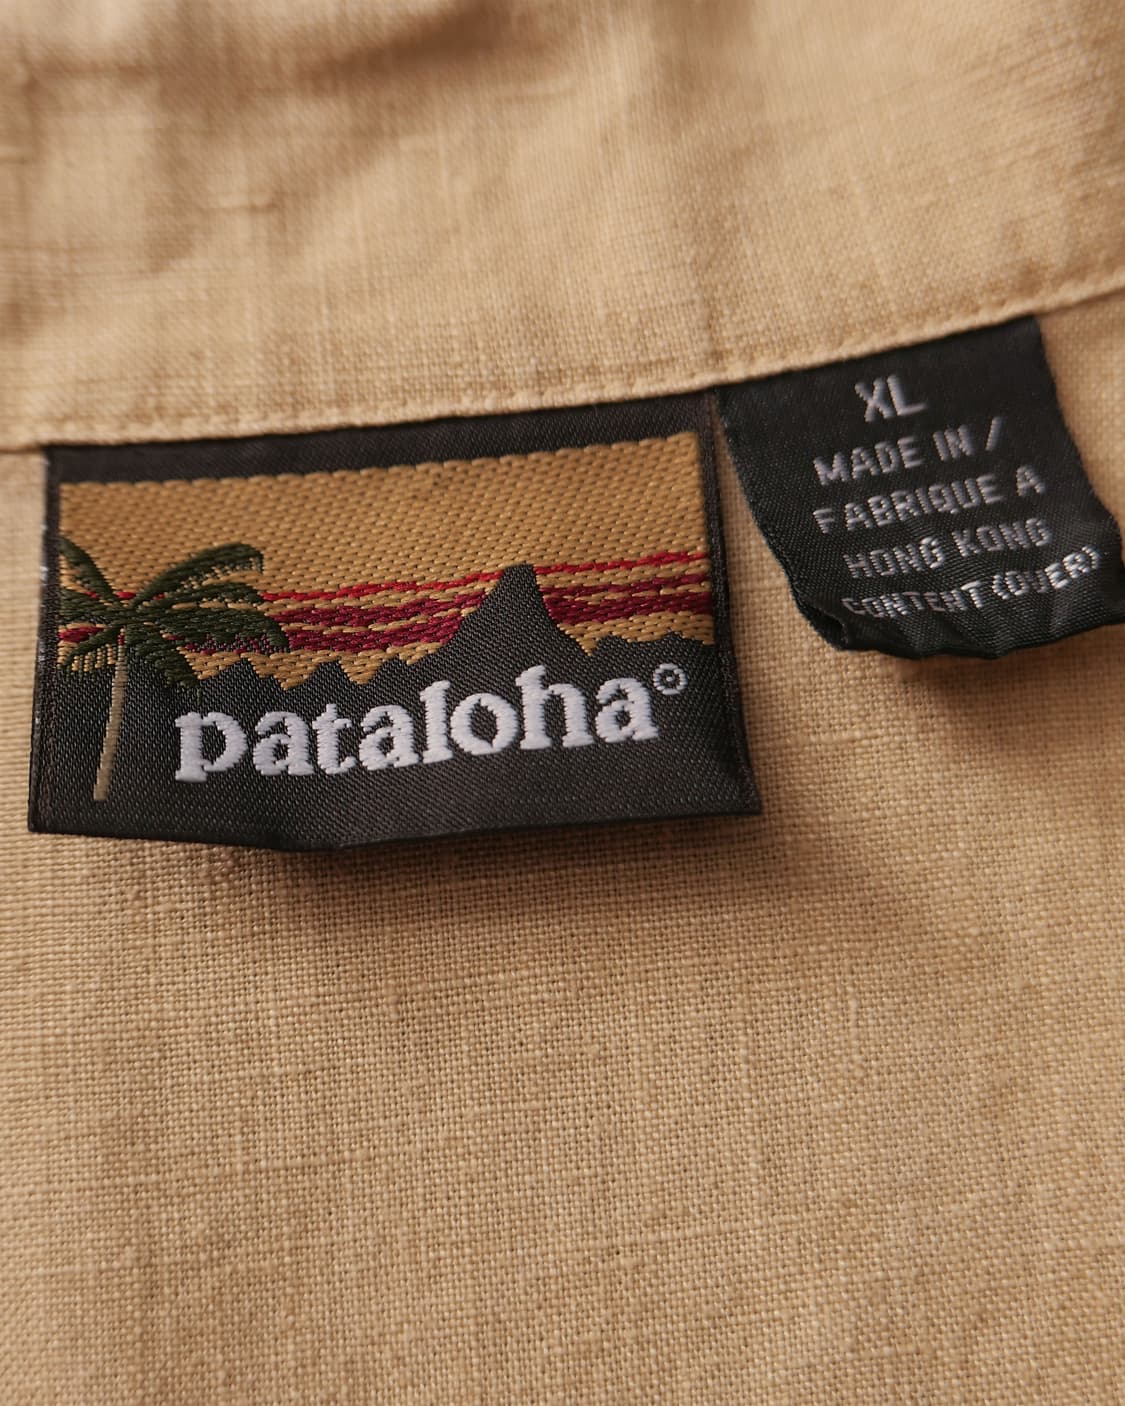 pataloha®
XL
MADE IN /
FABRIQUE A
HONG KONG
CONTENT (OVER)